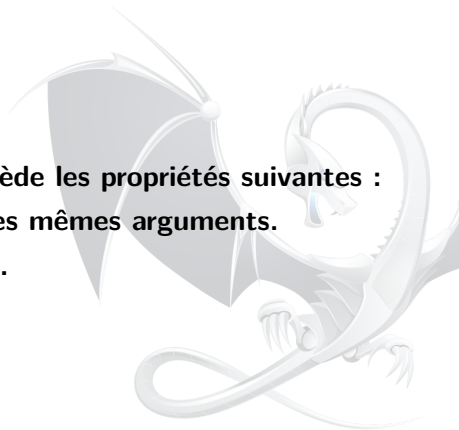 ède les propriétés suivantes :
es mêmes arguments.
.